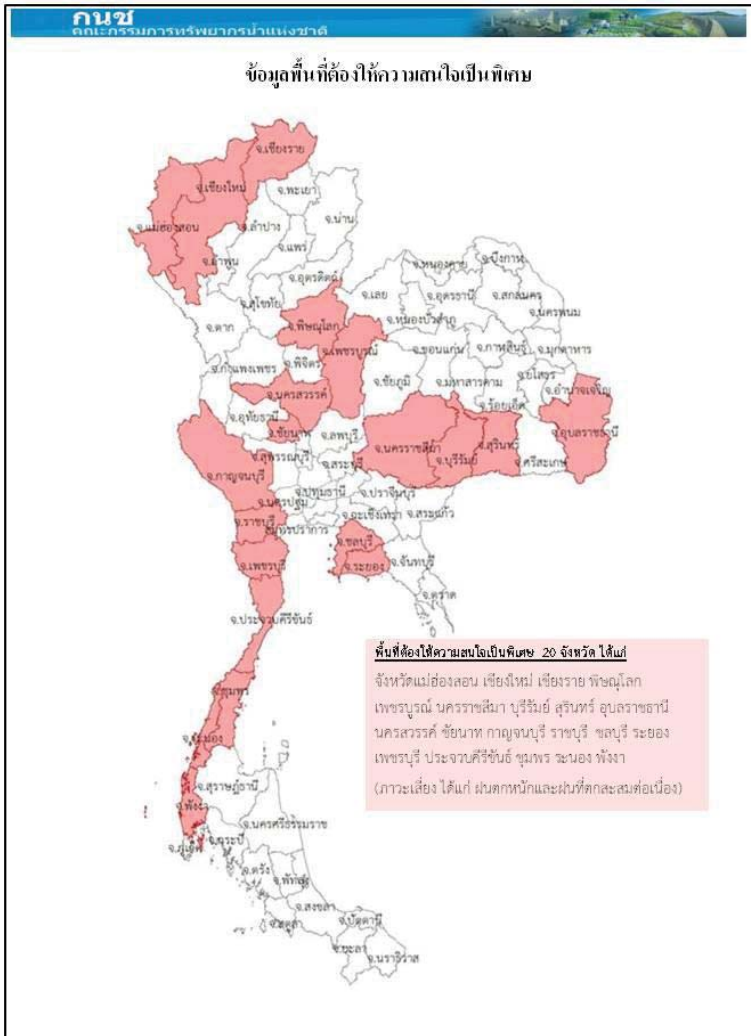 กนช
คณะกรรมการทรัพยากรน้ำแห่งชาติ
ข้อมูลพื้นที่ต้องให้ความสนใจเป็นพิเศษ
จ.เชียงราย
จ.เชียงใหม่
จ.พะเยา
จ.น่าน
จ.แม่ฮ่องสอน
จ.ลำปาง
จ.แพร่
จ.ลำพูน
จ.บึงกาฬ
จ.หนองคาย
จ.อุตรดิตถ์
จ.เลย
จ.อุดรธานี
จ.สกลนคร
จ.นครพนม
จ.สุโขทัย
จ.ตาก
จ.พิษณุโลก
จ.หนองบัวลำภู
จ.เพชรบูรณ์
จ.ขอนแก่น
จ.กาฬสินธุ์
จ.มุกดาหาร
จ.กำแพงเพชร
จ.พิจิตร
จ.ชัยภูมิ
จ.มหาสารคาม
จ.ยโสธร
จ.อำนาจเจริญ
จ.นครสวรรค์
จ.ร้อยเอ็ด
จ.อุทัยธานี
จ.ชัยนาท
จ.ลพบุรี
จ.นครราชสีมา
จ.บุรีรัมย์
จ.สุรินทร์
จ.ศรีสะเกษ
จ.อุบลราชธานี
จ.สุพรรณบุรี
จ.สระบุรี
จ.กาญจนบุรี
จ.ปทุมธานี
จ.ปราจีนบุรี
จ.นครปฐม
จ.ฉะเชิงเทรา
จ.สระแก้ว
จ.ราชบุรี
สมุทรปราการ
จ.ชลบุรี
จ.เพชรบุรี
จ.ระยอง
จ.จันทบุรี
จ.ตราด
จ.ประจวบคีรีขันธ์
พื้นที่ต้องให้ความสนใจเป็นพิเศษ 20 จังหวัด ได้แก่
จังหวัดแม่ฮ่องสอน เชียงใหม่ เชียงราย พิษณุโลก
เพชรบูรณ์ นครราชสีมา บุรีรัมย์ สุรินทร์ อุบลราชธานี
นครสวรรค์ ชัยนาท กาญจนบุรี ราชบุรี ชลบุรี ระยอง
เพชรบุรี ประจวบคีรีขันธ์ ชุมพร ระนอง พังงา
(ภาวะเสี่ยง ได้แก่ ฝนตกหนักและฝนที่ตกสะสมต่อเนื่อง)
จ.ชุมพร
จ.ระนอง
จ.สุราษฎร์ธานี
จ.พังงา
จ.นครศรีธรรมราช
จ.กระบี่
จ.ภูเก็ต
จ.ตรัง
จ.พัทลุง
จ.สงขลา
จ.สตูล
จ.ปัตตานี
จ.ยะลา
จ.นราธิวาส